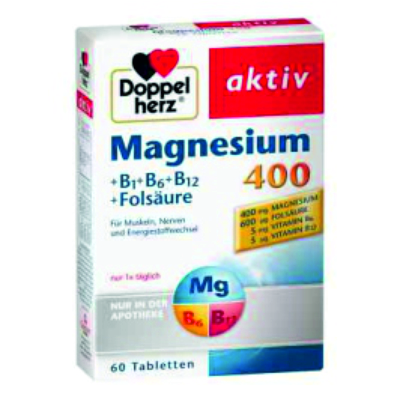 Doppel
herz®
aktiv
Magnesium
400
+B1+B6+B12
+Folsäure
Für Muskeln, Nerven
und Energiestoffwechsel
400 mg MAGNESIUM
600 µg FOLSÄURE
5 mg VITAMIN B6
5 µg VITAMIN B12
nur 1x täglich
NUR IN DER
APOTHEKE
Mg
B6 B12
60 Tabletten